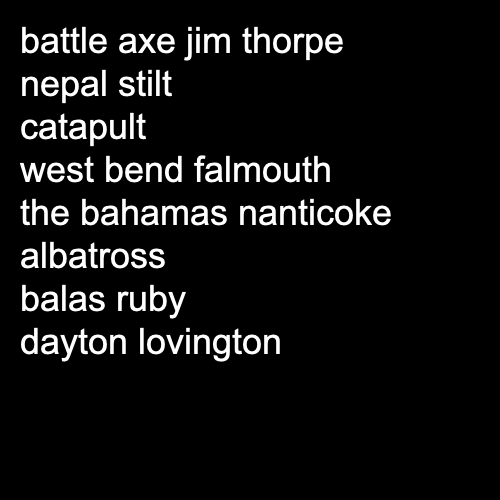 battle axe jim thorpe
nepal stilt
catapult
west bend falmouth
the bahamas nanticoke
albatross
balas ruby
dayton lovington